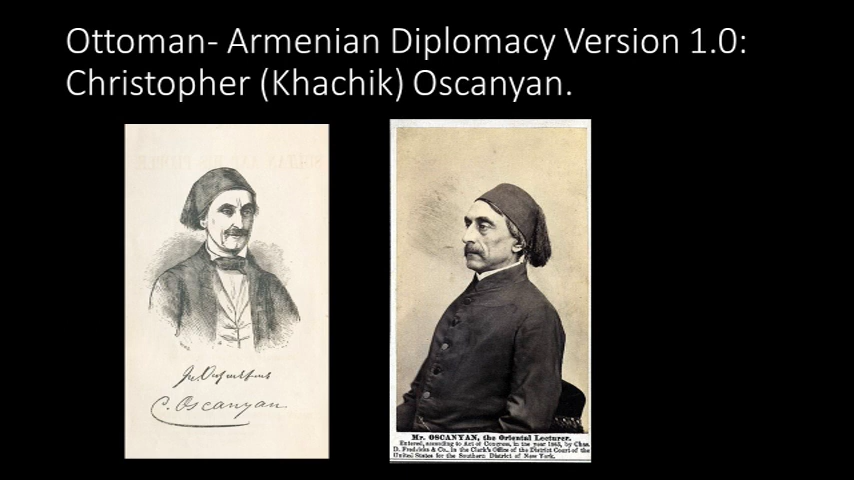 Ottoman- Armenian Diplomacy Version 1.0:
Christopher (Khachik) Oscanyan.
C. Oscanyan.
Mr. OSCANYAN, the Oriental Lecturer.
Entered, according to Act of Congress, in the year 1863, by Chas.
D. Fredricks & Co., in the Clerk's Office of the District Court of the
United States for the Southern District of New York.